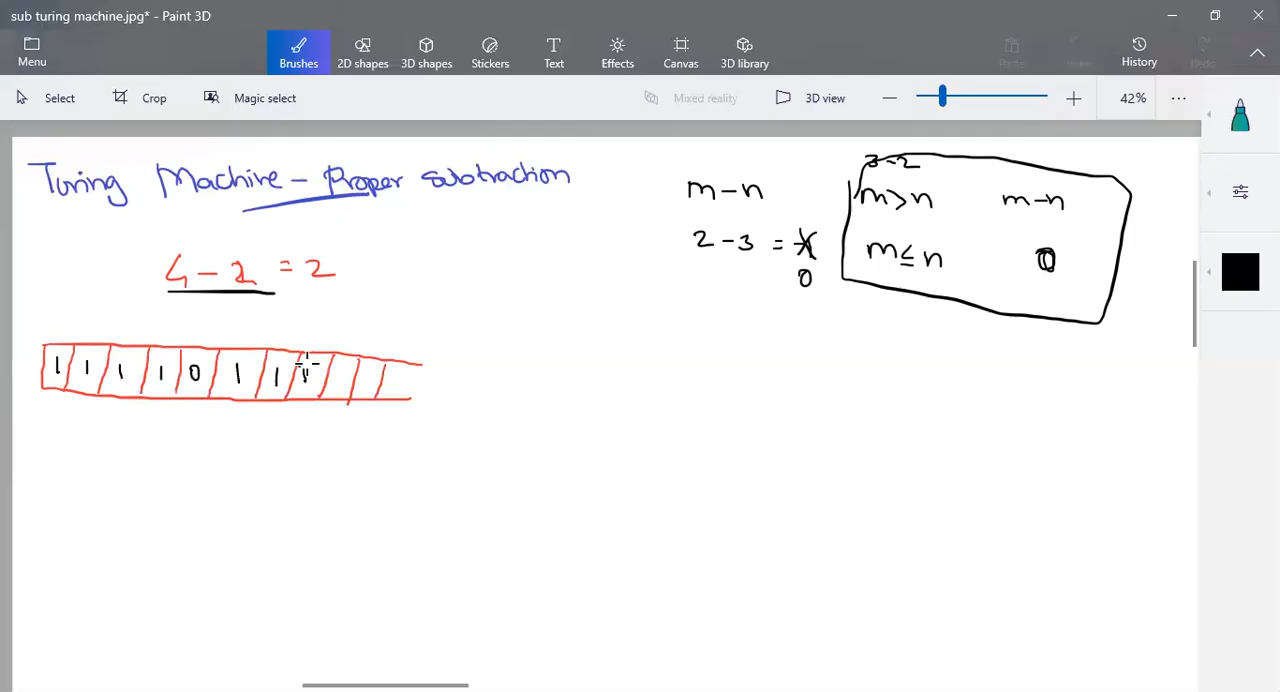 sub turing machine.jpg* - Paint 3D
Menu
Brushes
2D shapes
3D shapes
Stickers
Text
Effects
Canvas
3D library
History
Select
Crop
Magic select
Mixed reality
3D view
42%
Turing Machine - Proper subtraction
4 - 2 = 2
1 1 1 1 0 1 1
m - n
2 - 3 =
0
3 - 2
m > n m - n
m ≤ n 0